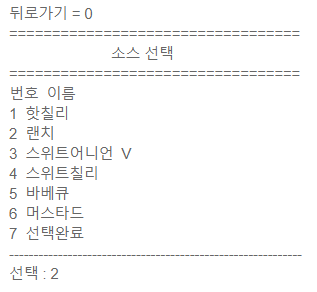 뒤로가기 = 0
==================================
소스 선택
==================================
번호 이름
1 핫칠리
2 랜치
3 스위트어니언 V
4 스위트칠리
5 바베큐
6 머스타드
7 선택완료
----------------------------------------------------------------
선택 : 2